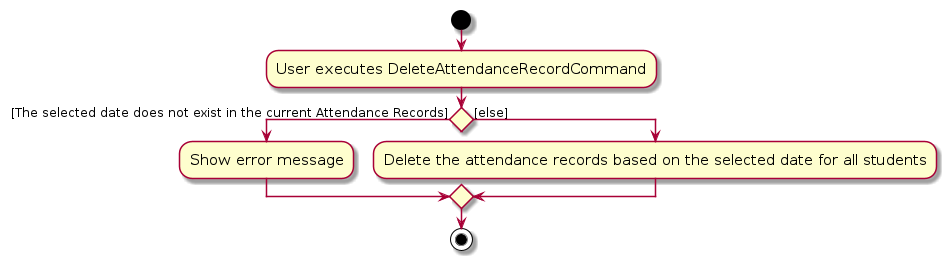 User executes DeleteAttendanceRecordCommand
[The selected date does not exist in the current Attendance Records]
[else]
Show error message
Delete the attendance records based on the selected date for all students